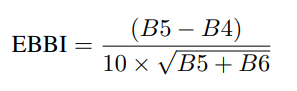 EBBI = (B5 − B4) / 10 × √B5 + B6